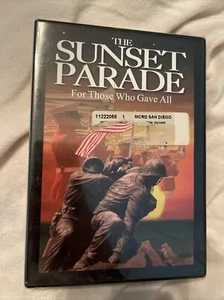 THE
SUNSET
PARADE
For Those Who Gave All
11222058 1 MCRD SAN DIEGO